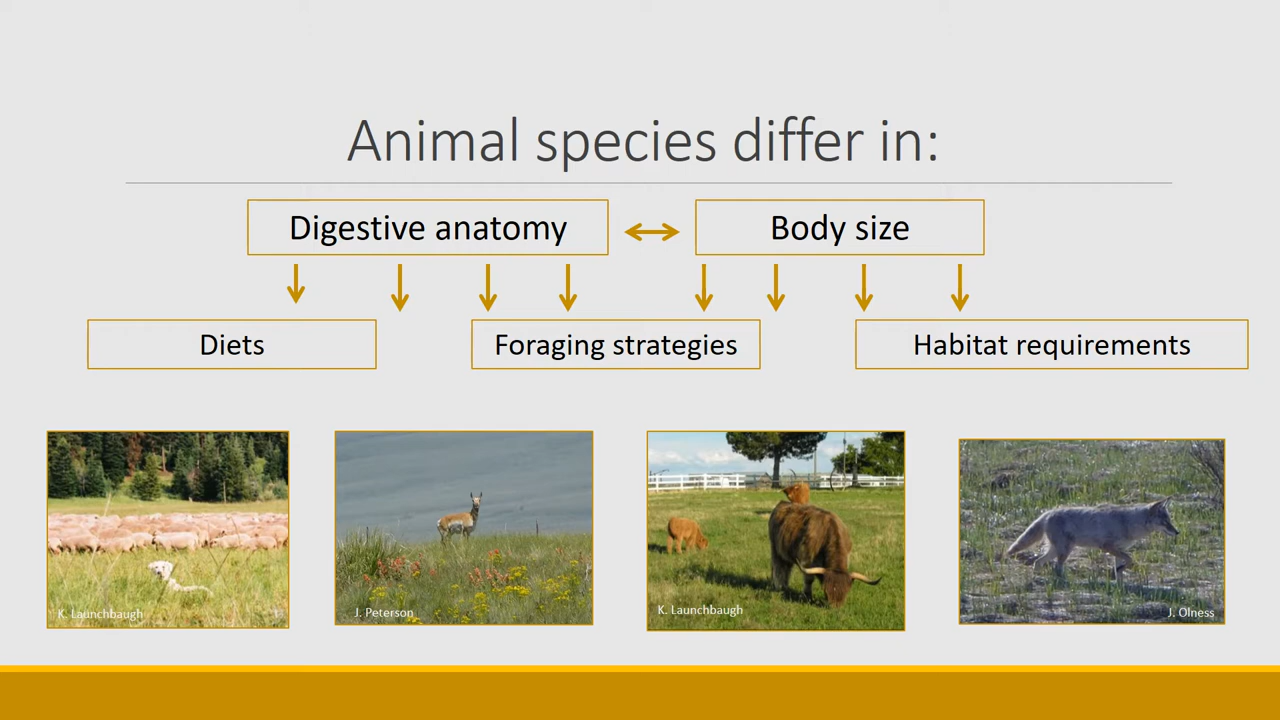 Animal species differ in:
Digestive anatomy
Body size
Diets
Foraging strategies
Habitat requirements
K. Launchbaugh
J. Peterson
K. Launchbaugh
J. Olness